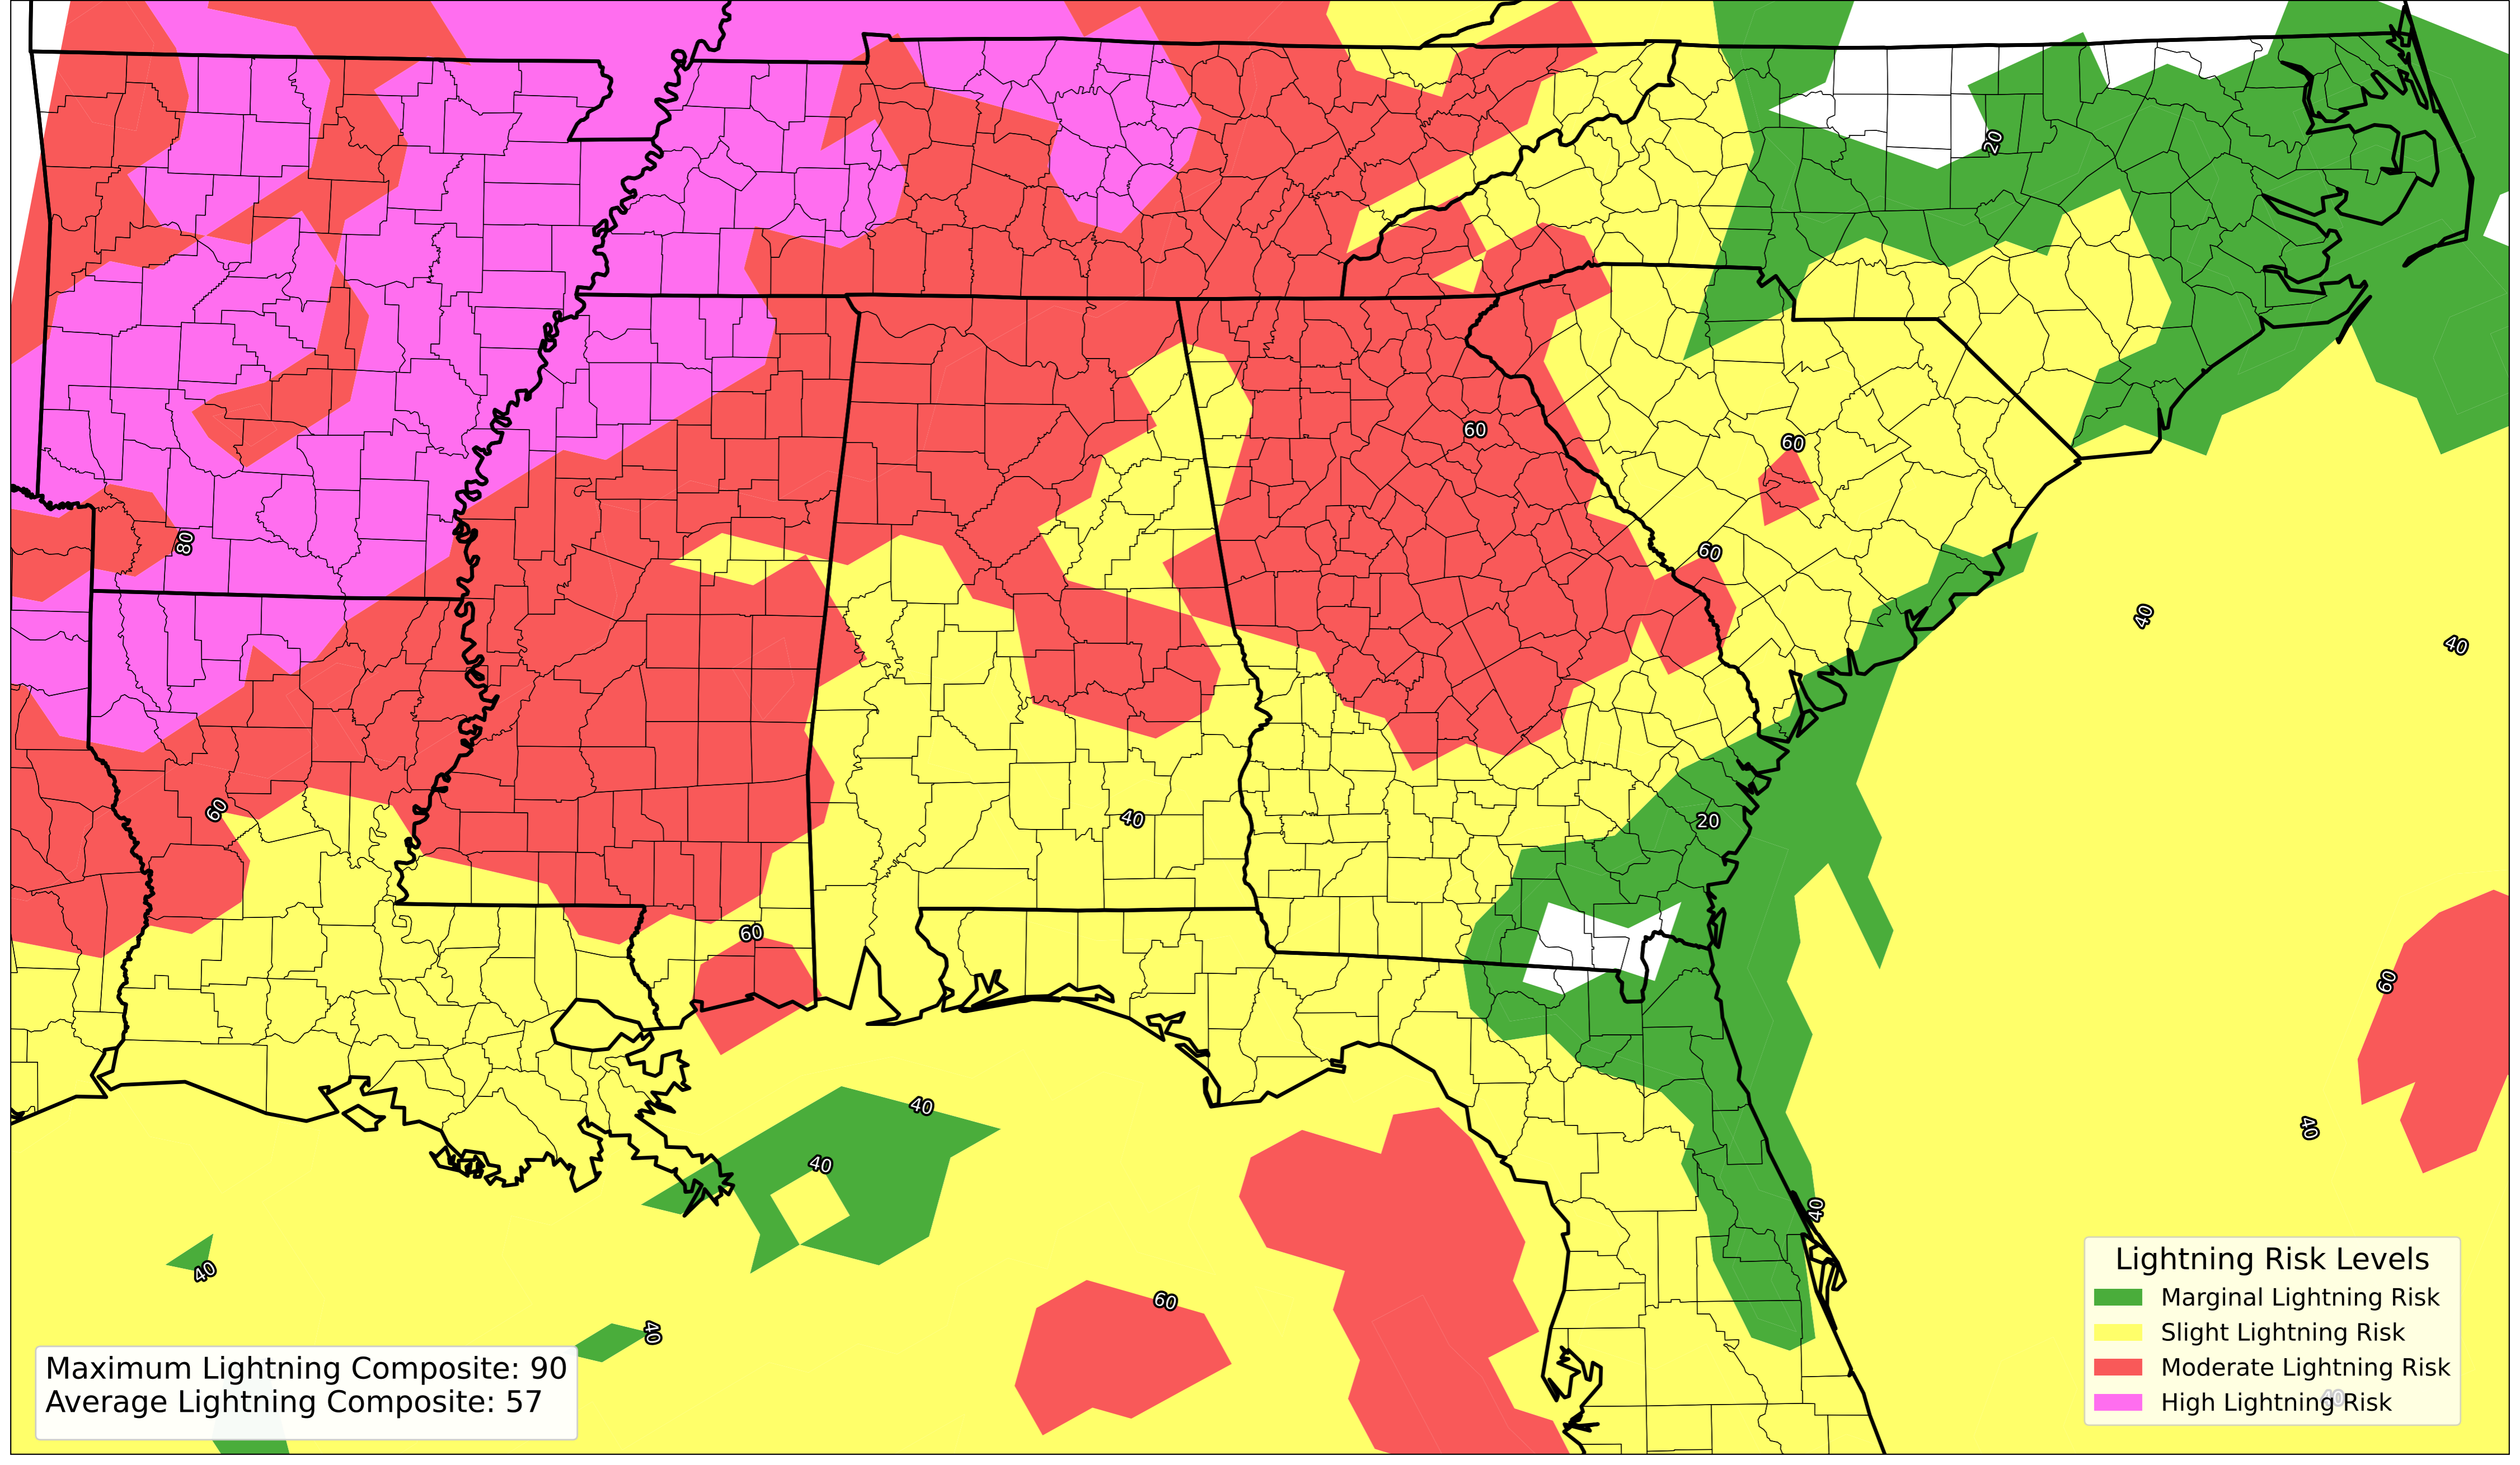 20
60
60
80
60
40
40
60
40
20
60
60
40
40
40
40
40
60
40
Lightning Risk Levels
Marginal Lightning Risk
Slight Lightning Risk
Moderate Lightning Risk
High Lightning Risk
40
Maximum Lightning Composite: 90
Average Lightning Composite: 57